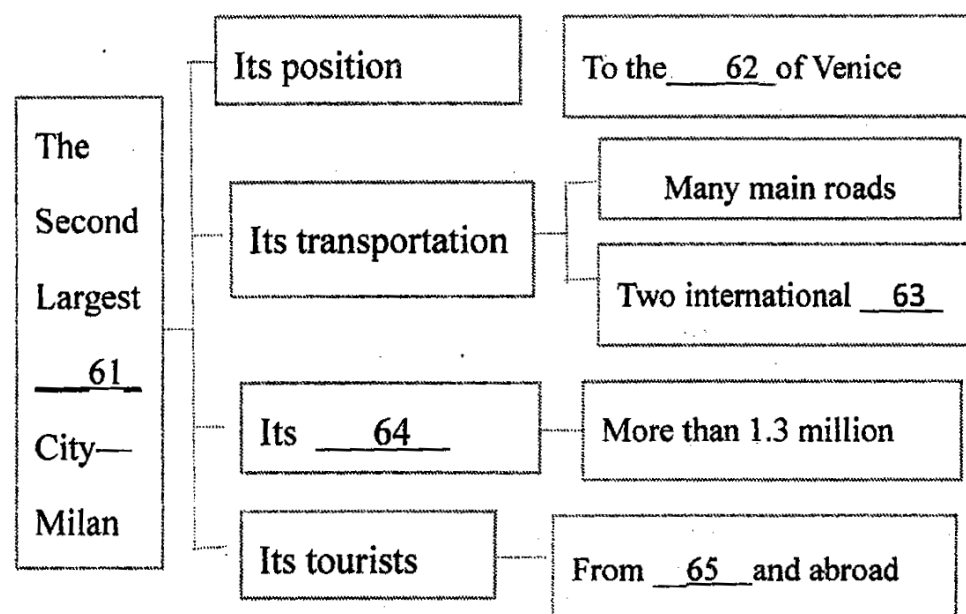 The
Second
Largest
61
City—
Milan
Its position
To the 62 of Venice
Its transportation
Many main roads
Two international 63
Its 64
More than 1.3 million
Its tourists
From 65 and abroad